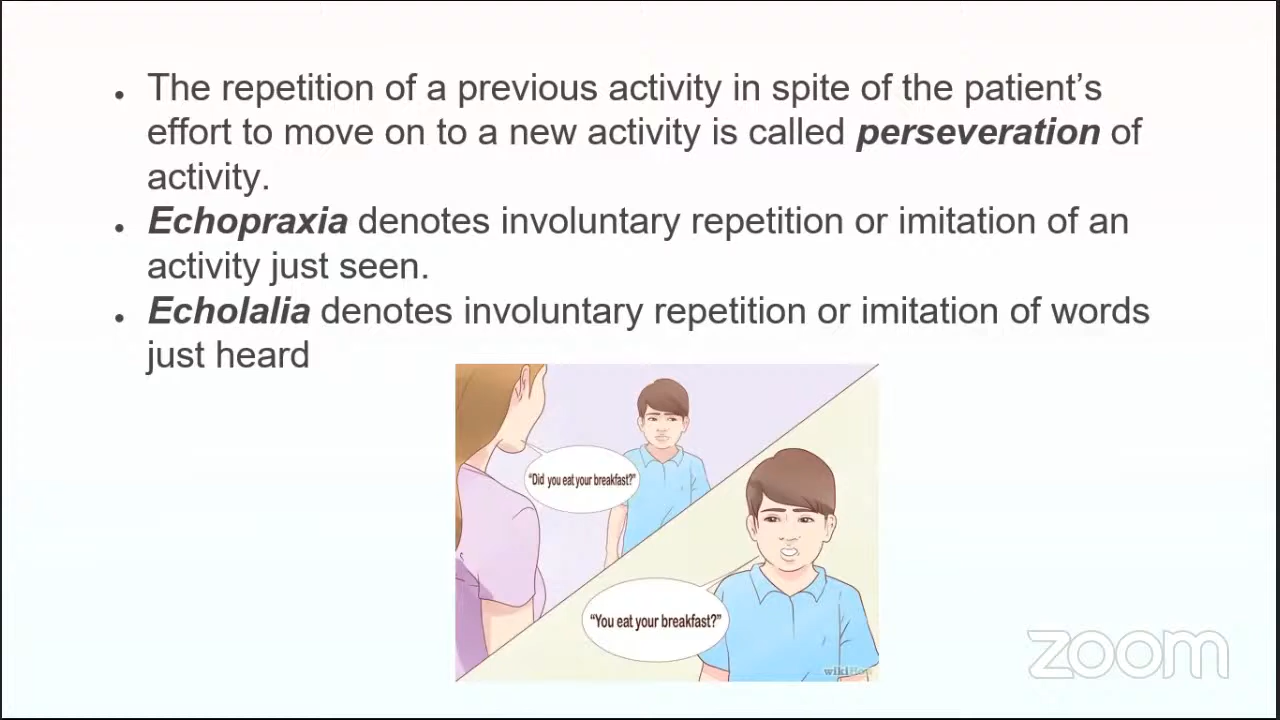 The repetition of a previous activity in spite of the patient’s
effort to move on to a new activity is called perseveration of
activity.
Echopraxia denotes involuntary repetition or imitation of an
activity just seen.
Echolalia denotes involuntary repetition or imitation of words
just heard
"Did you eat your breakfast?"
"You eat your breakfast?"
wikiHow
zoom